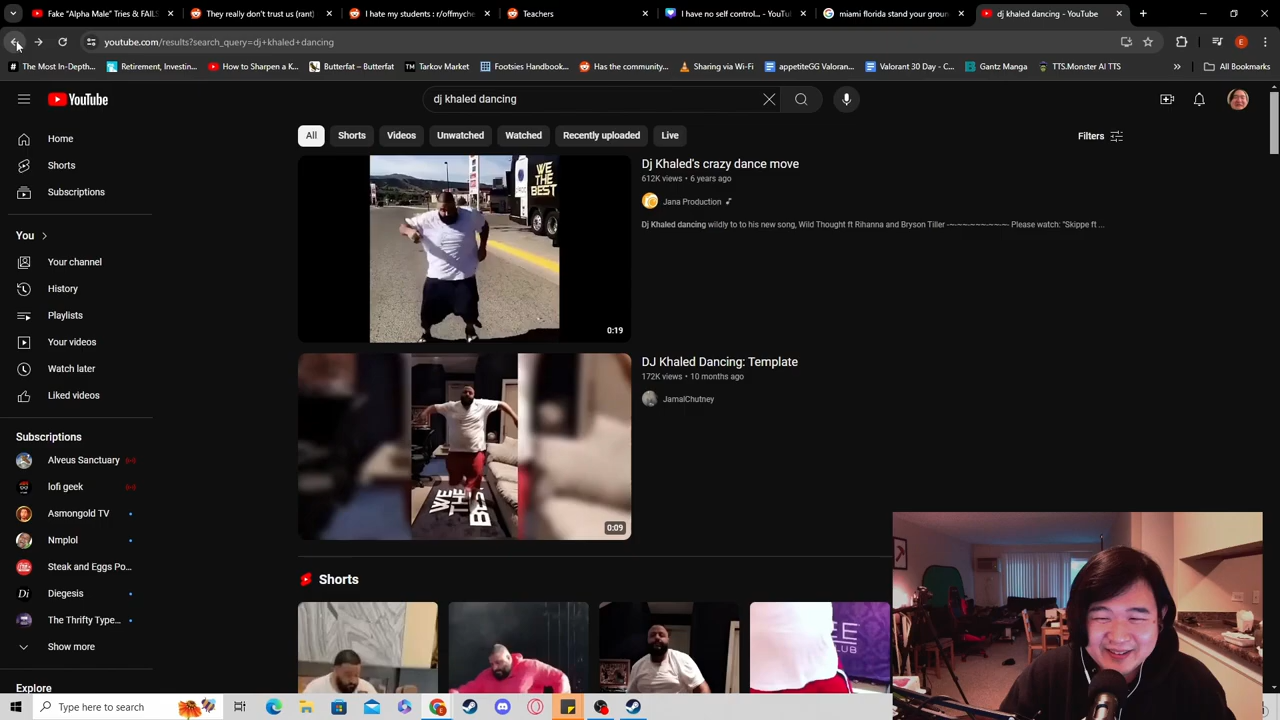 Fake "Alpha Male" Tries & FAILS
They really don't trust us (rant)
I hate my students : r/offmyche
Teachers
I have no self control... - YouTu
miami florida stand your groun
dj khaled dancing - YouTube
youtube.com/results?search_query=dj+khaled+dancing
The Most In-Depth...
Retirement, Investin...
How to Sharpen a K...
Butterfat – Butterfat
Tarkov Market
Footsies Handbook...
Has the community...
Sharing via Wi-Fi
appetiteGG Valoran...
Valorant 30 Day - C...
Gantz Manga
TTS.Monster AI TTS
All Bookmarks
YouTube
dj khaled dancing
All
Shorts
Videos
Unwatched
Watched
Recently uploaded
Live
Filters
Home
Shorts
Subscriptions
You
Your channel
History
Playlists
Your videos
Watch later
Liked videos
Subscriptions
Alveus Sanctuary
lofi geek
Asmongold TV
Nmplol
Steak and Eggs Po...
Diegesis
The Thrifty Type...
Show more
Explore
WE
THE
BEST
0:19
Dj Khaled's crazy dance move
612K views • 6 years ago
Jana Production
Dj Khaled dancing wildly to to his new song, Wild Thought ft Rihanna and Bryson Tiller -~-~~-~~~-~~-~- Please watch: "Skippe ft ...
WE
THE
BEST
0:09
DJ Khaled Dancing: Template
172K views • 10 months ago
JamalChutney
Shorts
Type here to search